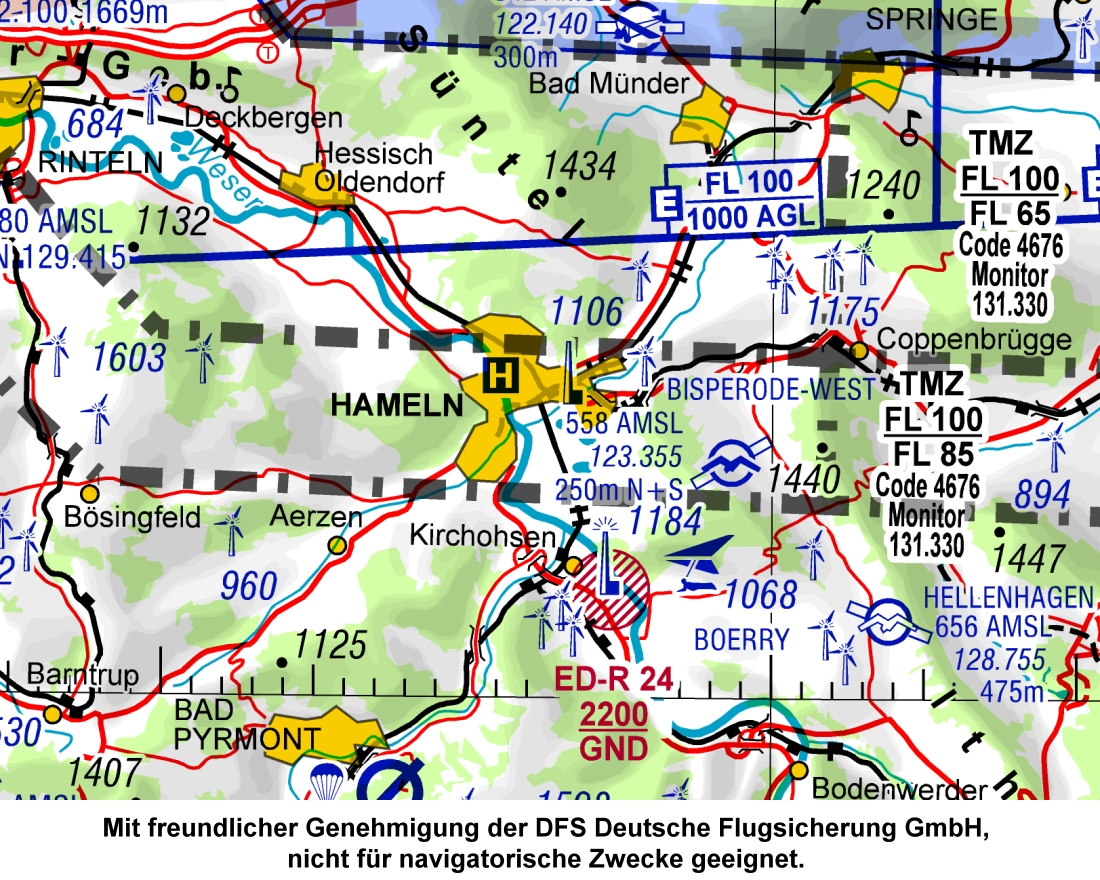 2.100 1669m
122.140
300m
SPRINGE
r G b.
Bad Münder
Süntel
684
Deckbergen
RINTELN
Weser
Hessisch
Oldendorf
1434
E
FL 100
1000 AGL
1240
TMZ
FL 100
FL 65
Code 4676
Monitor
131.330
80 AMSL
129.415
1132
1106
1175
Coppenbrügge
1603
H
HAMELN
BISPERODE-WEST
558 AMSL
123.355
250m N+S
TMZ
FL 100
FL 85
Code 4676
Monitor
131.330
1440
894
1184
1447
Bösingfeld
Aerzen
Kirchohsen
2
960
1068
BOERRY
HELLENHAGEN
656 AMSL
128.755
475m
1125
ED-R 24
2200
GND
Barntrup
530
BAD
PYRMONT
1407
i
t
h
Bodenwerder
Mit freundlicher Genehmigung der DFS Deutsche Flugsicherung GmbH,
nicht für navigatorische Zwecke geeignet.